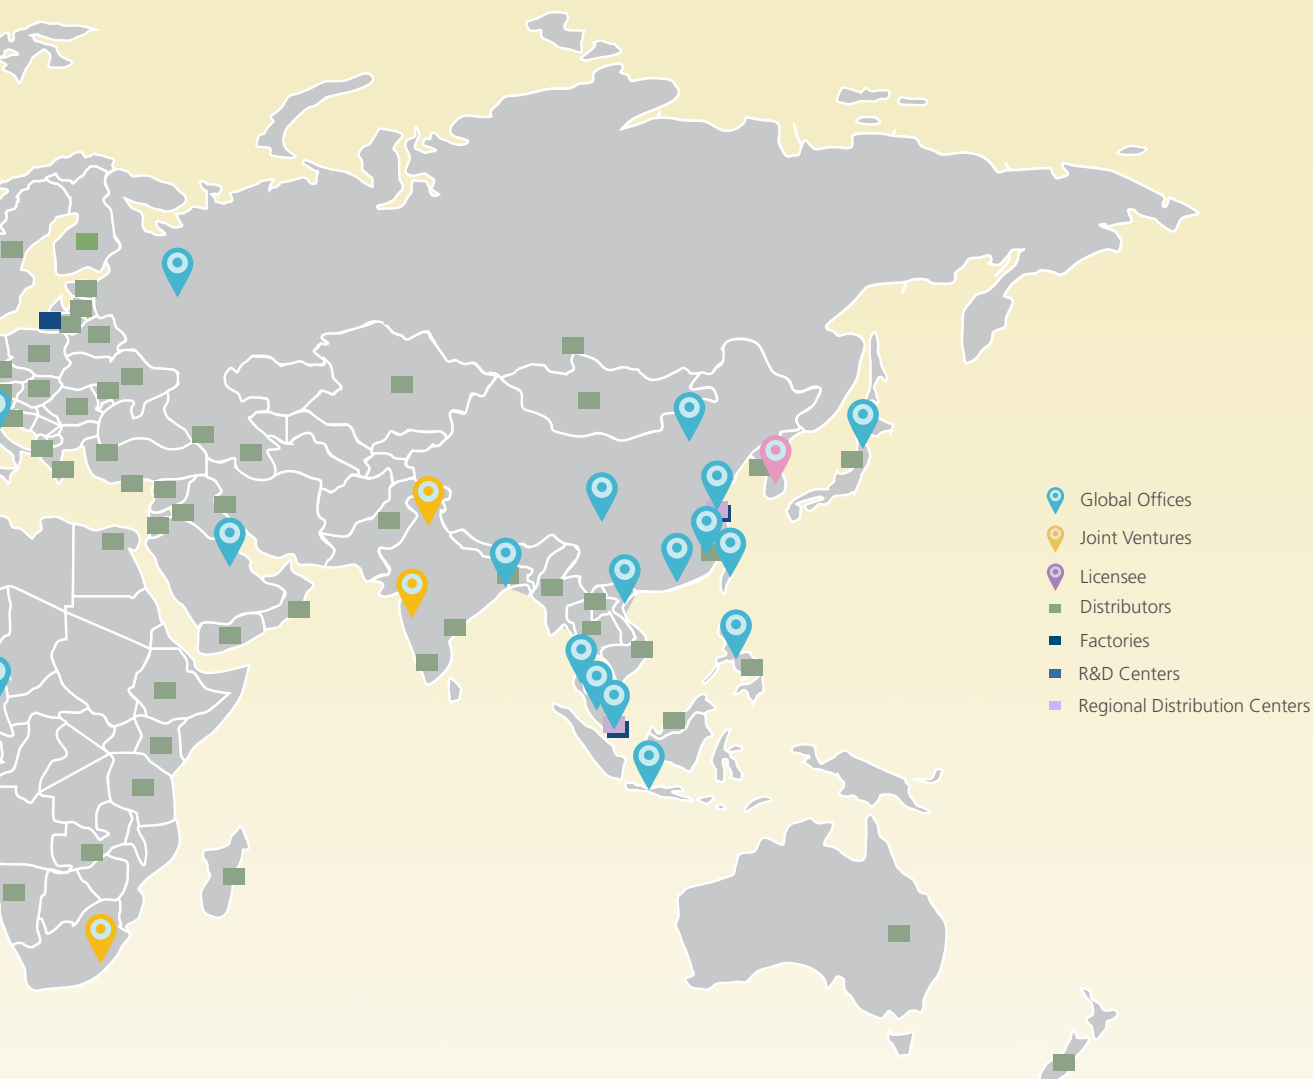 Global Offices
Joint Ventures
Licensee
Distributors
Factories
R&D Centers
Regional Distribution Centers